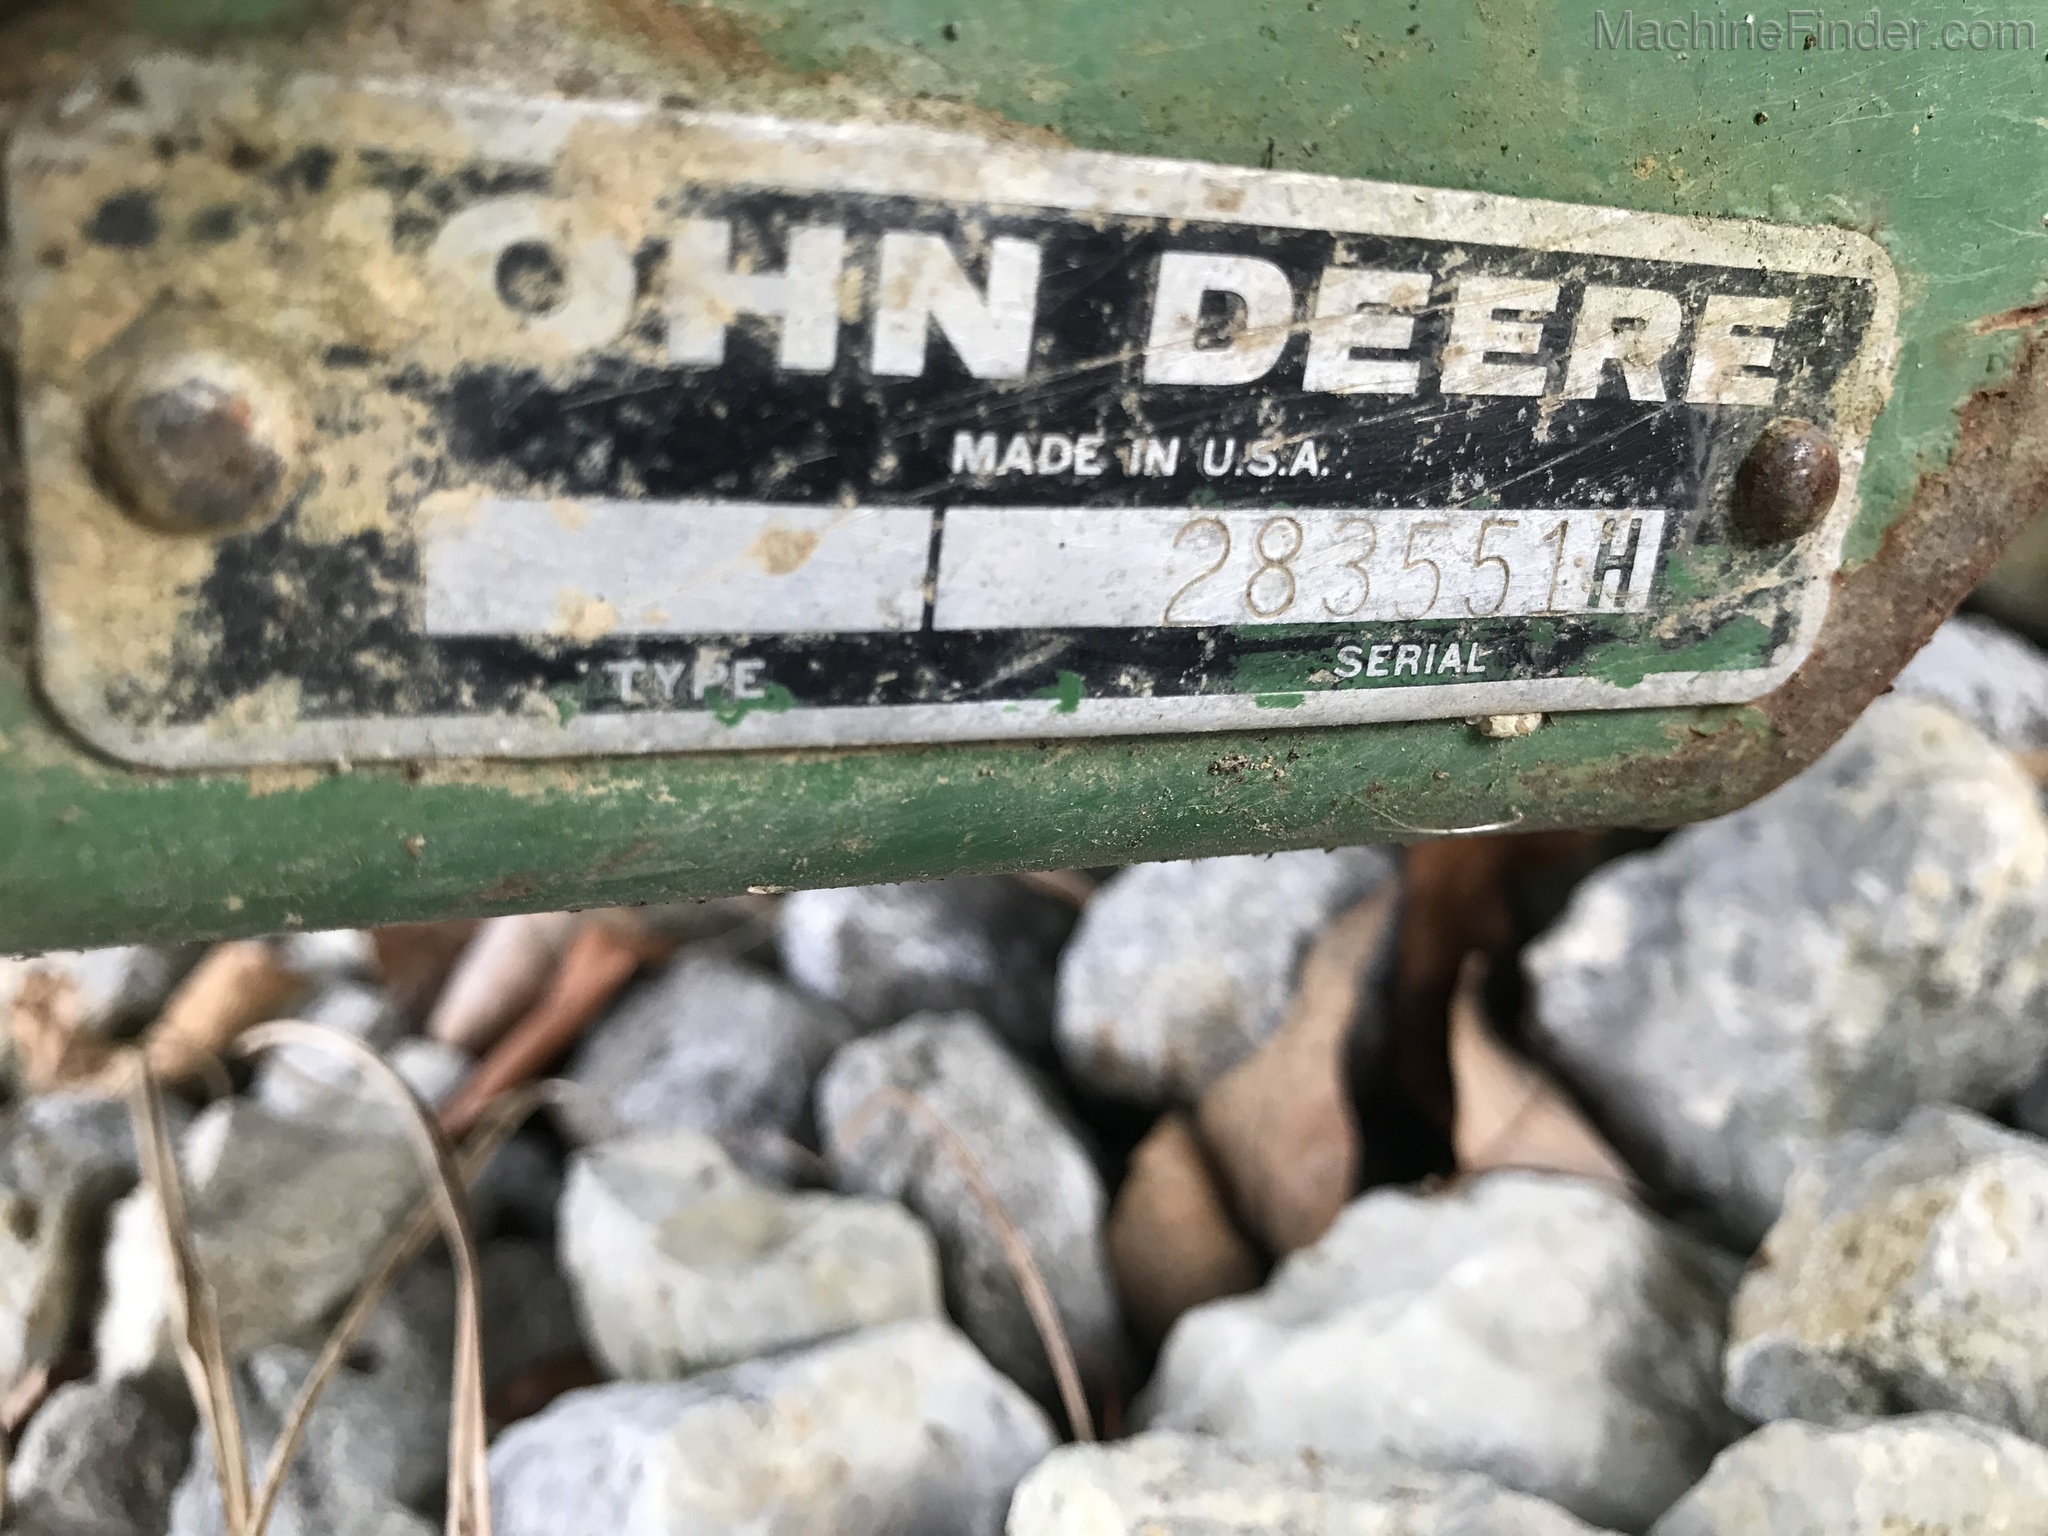 MachineFinder.com
OHN DEERE
MADE IN U.S.A.
283551H
TYPE
SERIAL